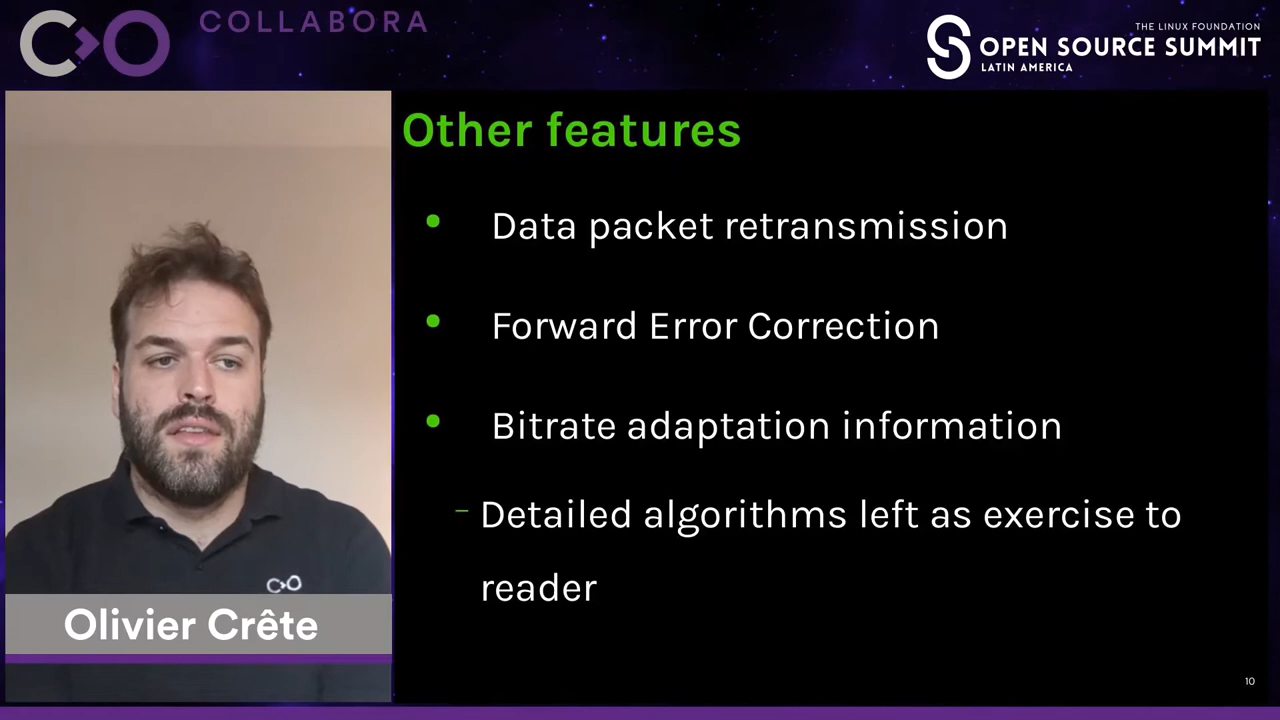 COLLABORA
THE LINUX FOUNDATION
OPEN SOURCE SUMMIT
LATIN AMERICA
Other features
• Data packet retransmission
• Forward Error Correction
• Bitrate adaptation information
– Detailed algorithms left as exercise to
reader
Olivier Crête
10